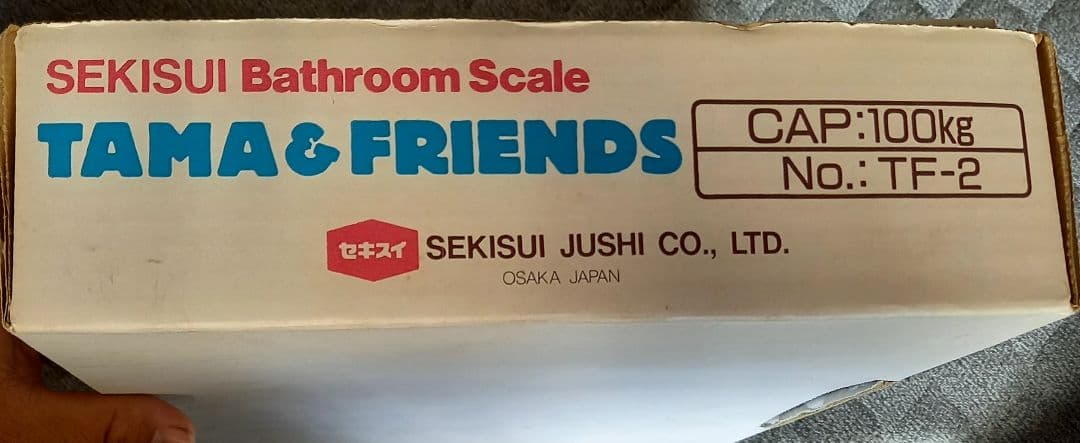 SEKISUI Bathroom Scale
TAMA & FRIENDS
CAP:100kg
No.: TF-2
セキスイ SEKISUI JUSHI CO., LTD.
OSAKA JAPAN